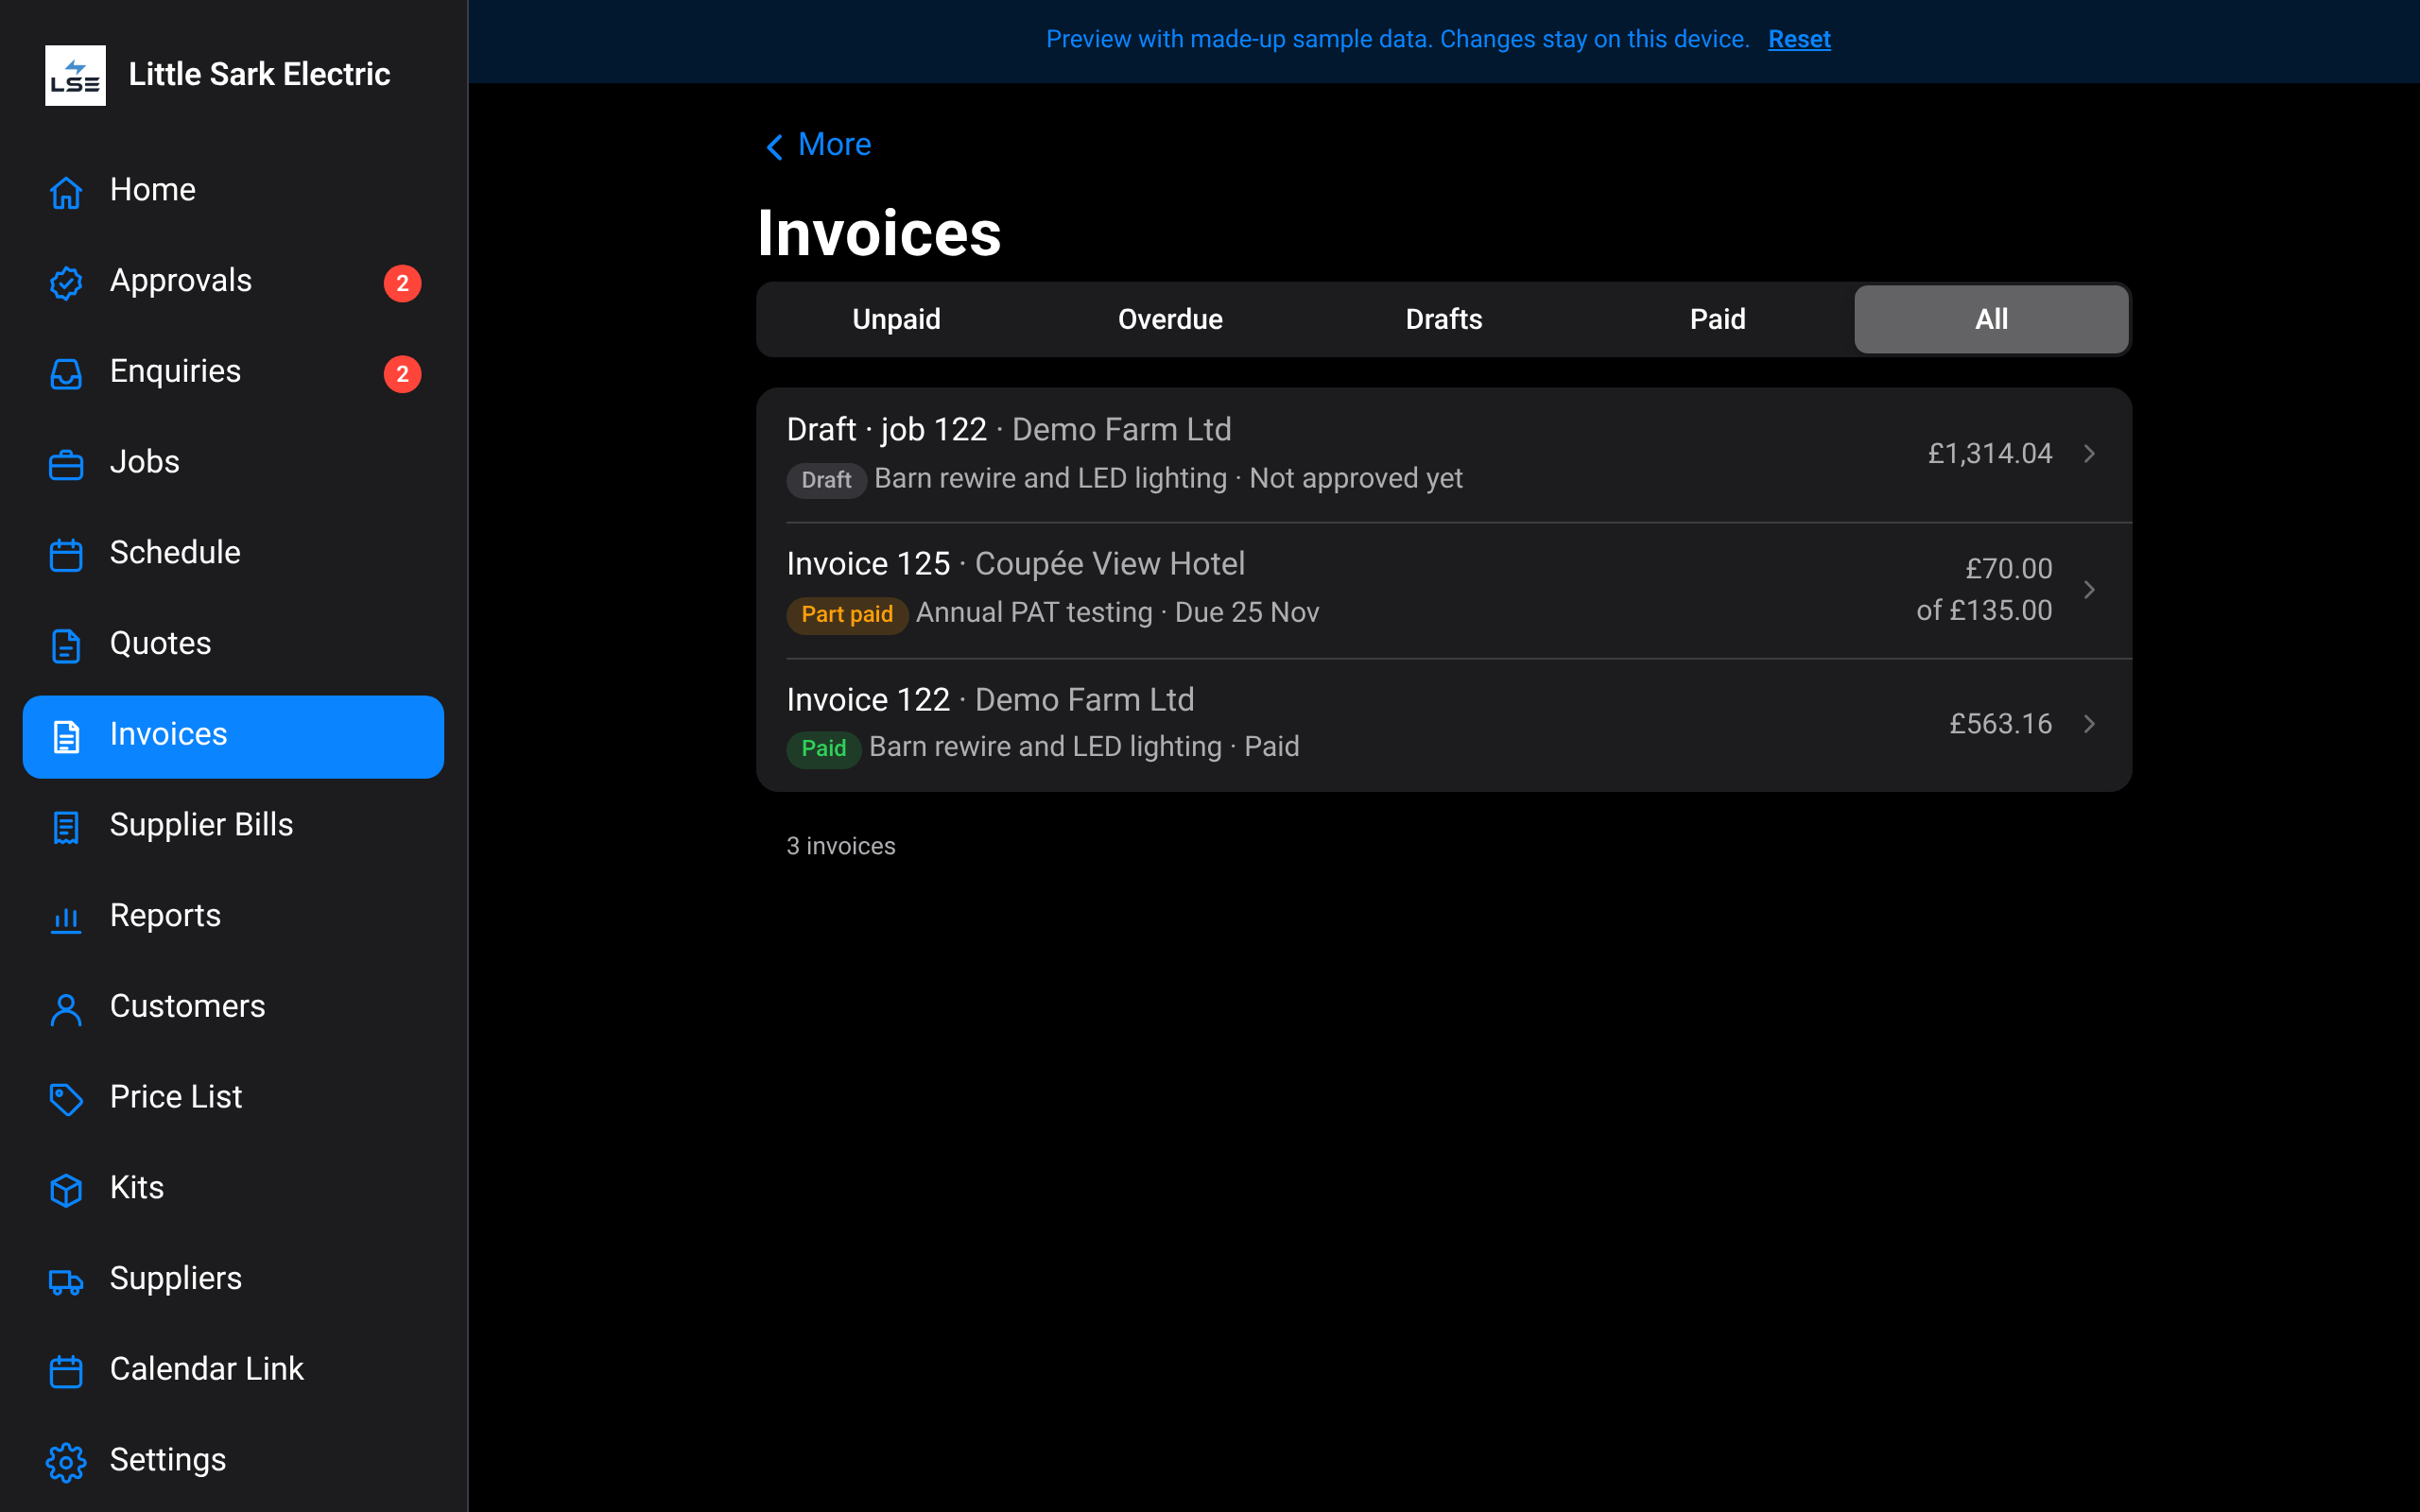 LSE
Little Sark Electric
Home
Approvals 2
Enquiries 2
Jobs
Schedule
Quotes
Invoices
Supplier Bills
Reports
Customers
Price List
Kits
Suppliers
Calendar Link
Settings
Preview with made-up sample data. Changes stay on this device. Reset
More
Invoices
Unpaid Overdue Drafts Paid All
Draft · job 122 · Demo Farm Ltd
Draft Barn rewire and LED lighting · Not approved yet
£1,314.04
Invoice 125 · Coupée View Hotel
Part paid Annual PAT testing · Due 25 Nov
£70.00
of £135.00
Invoice 122 · Demo Farm Ltd
Paid Barn rewire and LED lighting · Paid
£563.16
3 invoices